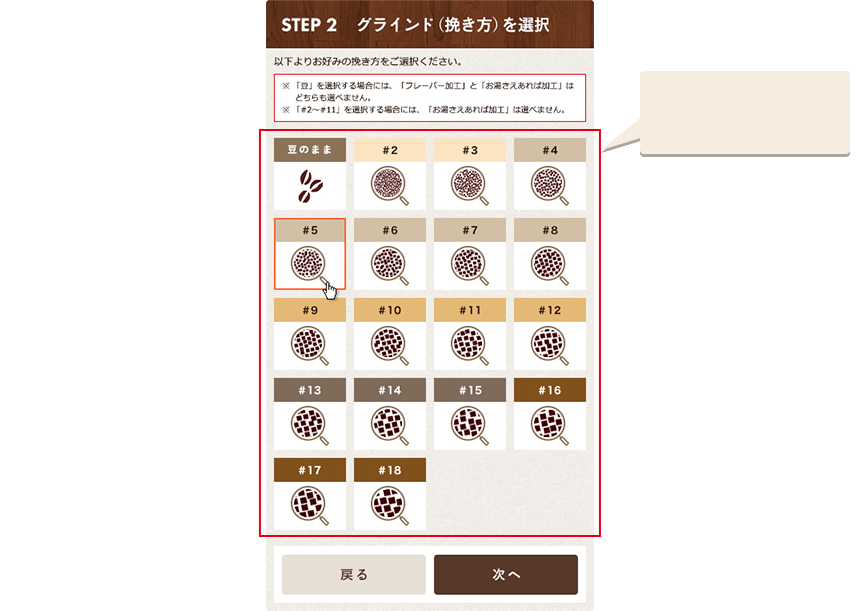 STEP 2 グラインド（挽き方）を選択
以下よりお好みの挽き方をご選択ください。
※ 「豆」を選択する場合には、「フレーバー加工」と「お湯さえあれば加工」は
どちらも選べません。
※ 「#2〜#11」を選択する場合には、「お湯さえあれば加工」は選べません。
豆のまま #2 #3 #4
#5 #6 #7 #8
#9 #10 #11 #12
#13 #14 #15 #16
#17 #18
戻る 次へ